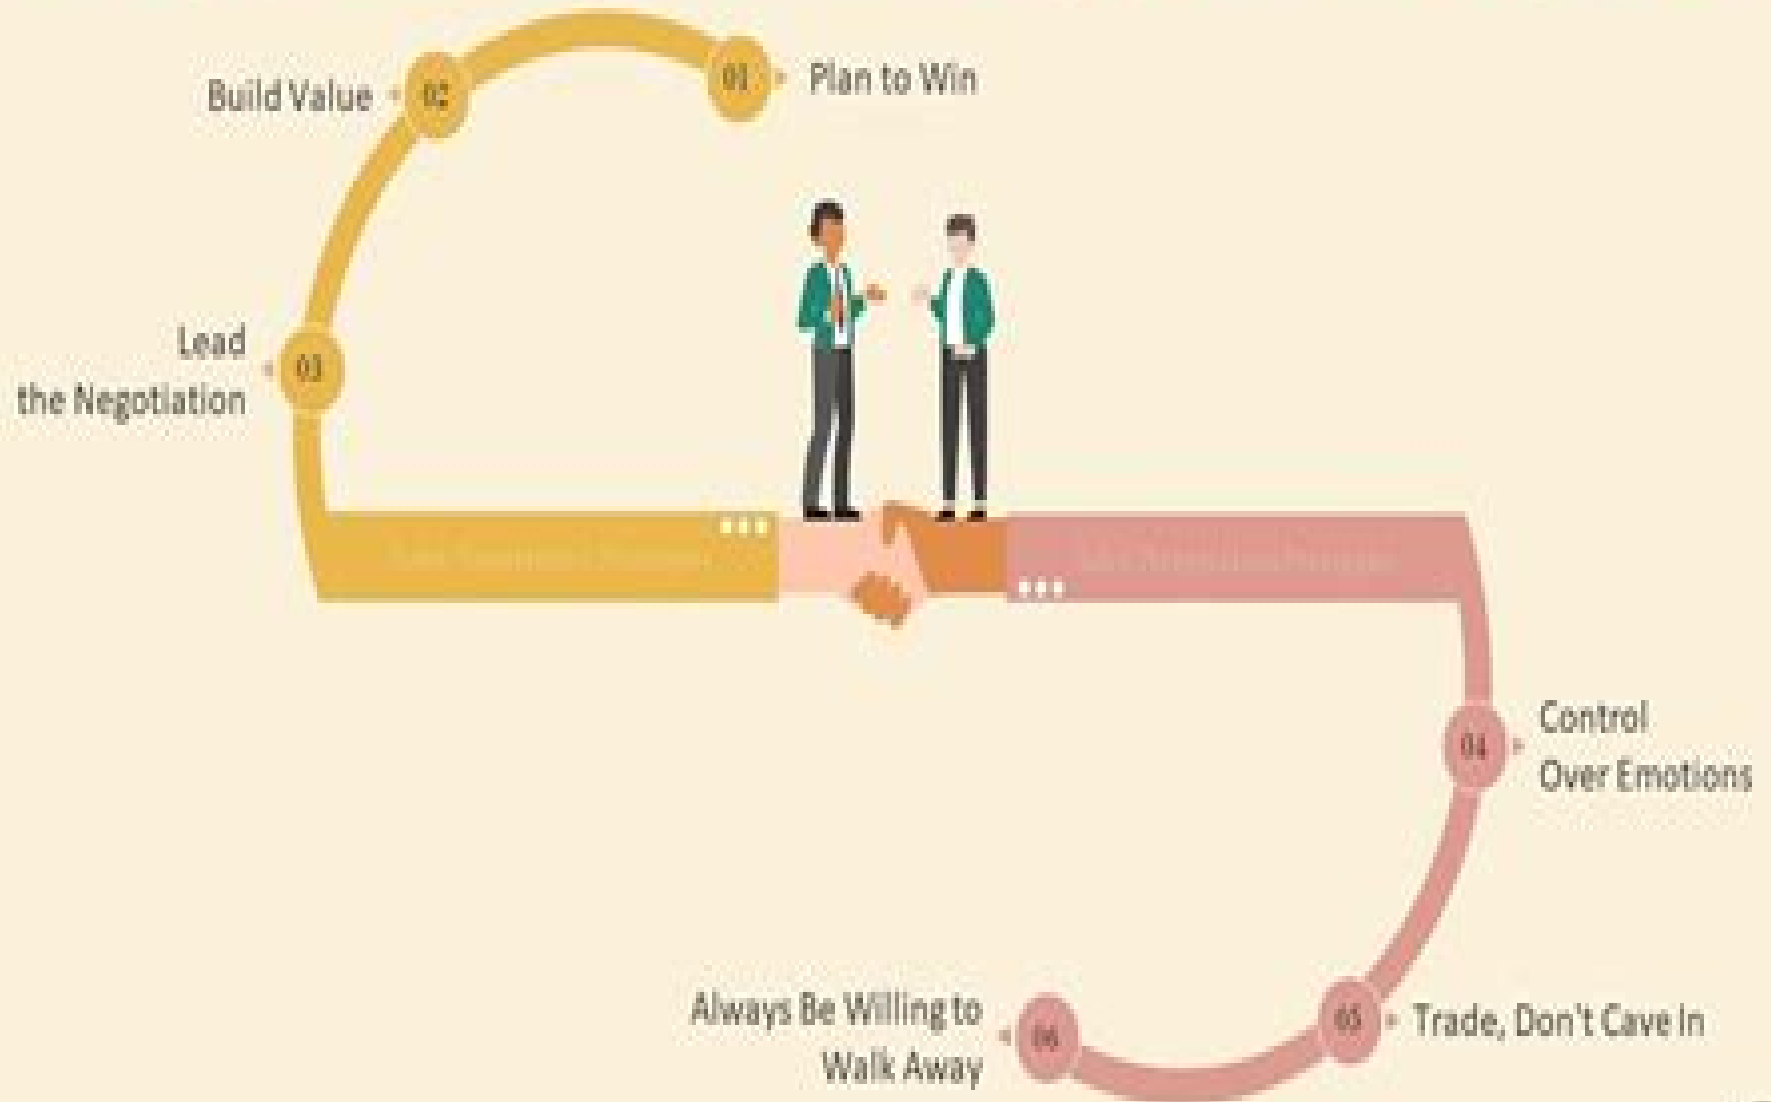 01
Plan to Win
02
Build Value
03
Lead
the Negotiation
04
Control
Over Emotions
05
Trade, Don't Cave In
06
Always Be Willing to
Walk Away